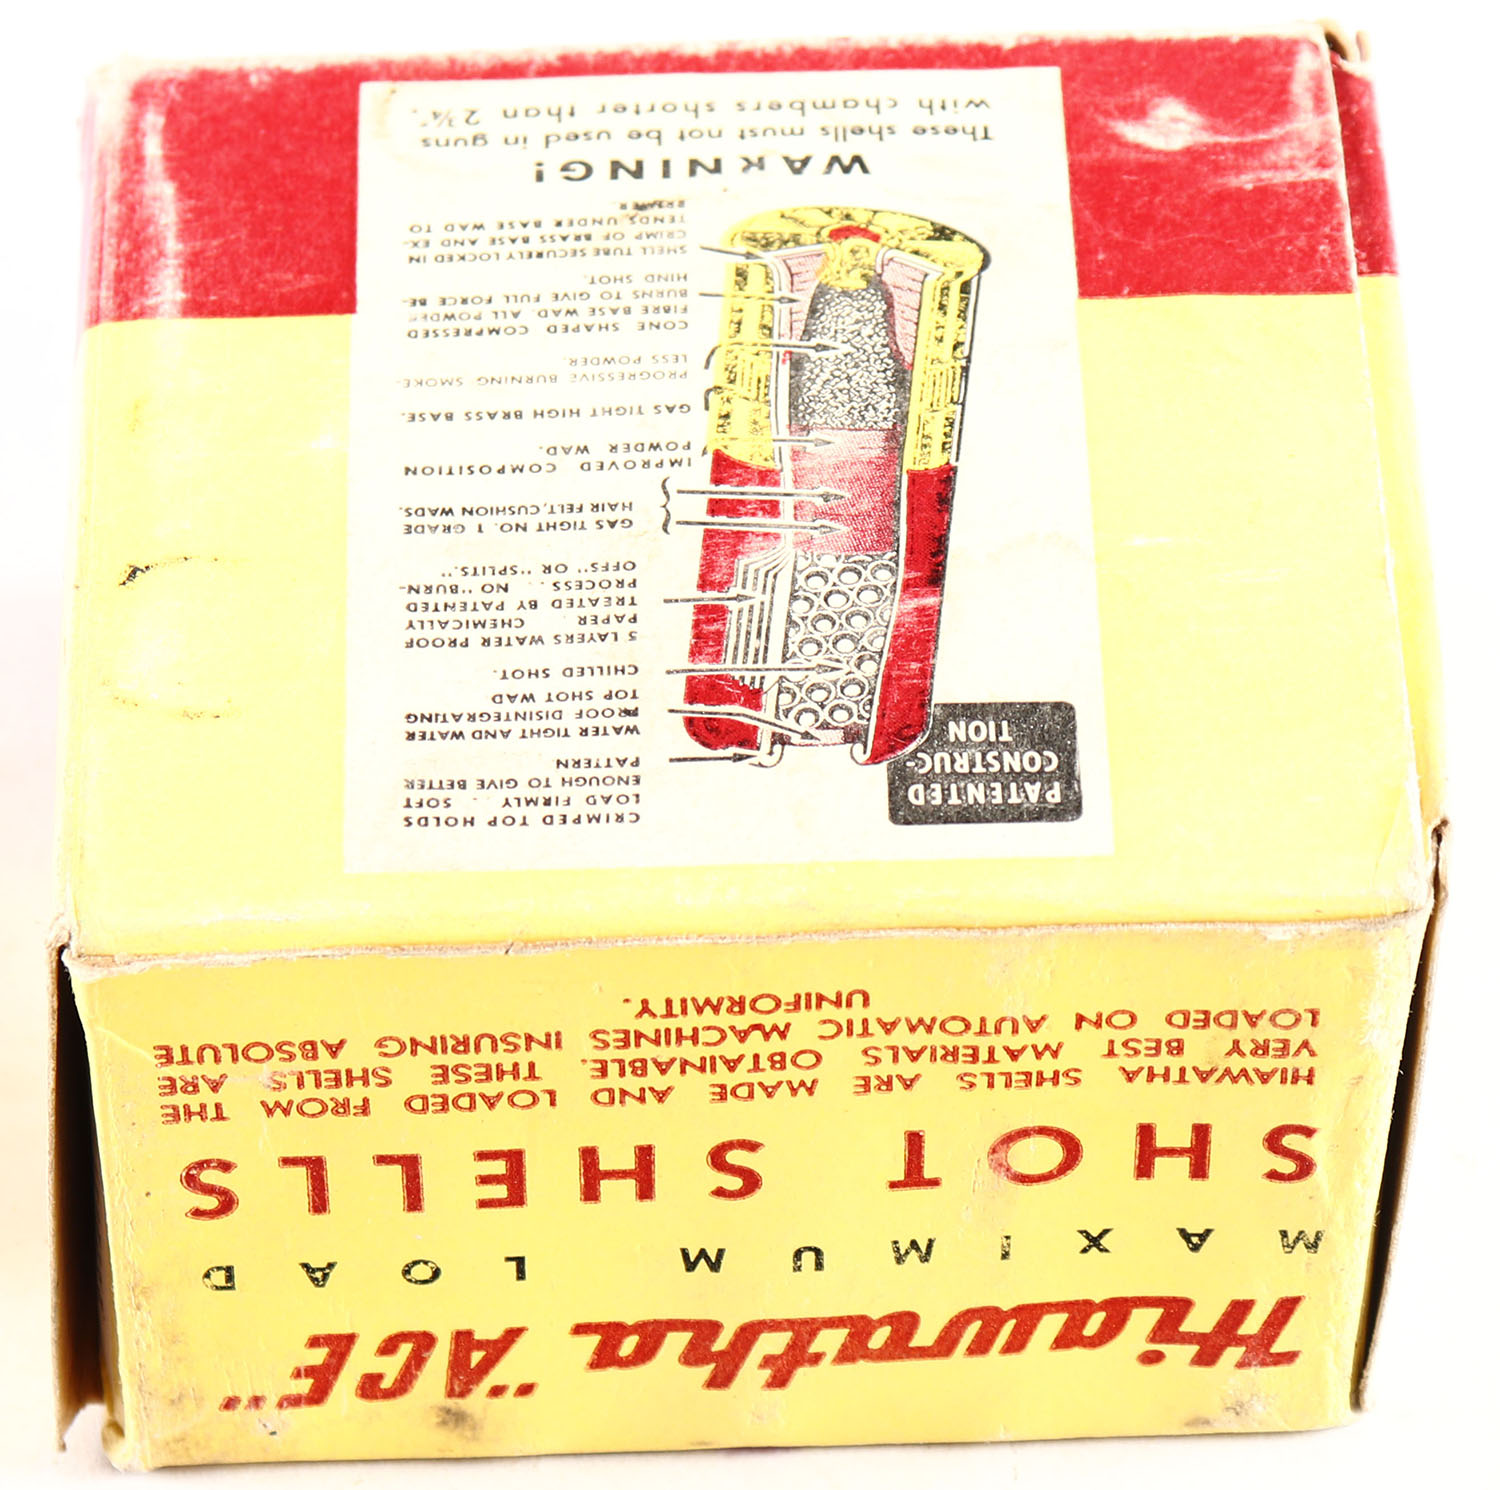 Hiawatha "ACE"
MAXIMUM LOAD
SHOT SHELLS
HIAWATHA SHELLS ARE MADE AND LOADED FROM THE
VERY BEST MATERIALS OBTAINABLE. THESE SHELLS ARE
LOADED ON AUTOMATIC MACHINES INSURING ABSOLUTE
UNIFORMITY.
PATENTED
CONSTRUC-
TION
CRIMPED TOP HOLDS
LOAD FIRMLY . . SOFT
ENOUGH TO GIVE BETTER
PATTERN
WATER TIGHT AND WATER
PROOF DISINTEGRATING
TOP SHOT WAD
CHILLED SHOT.
5 LAYERS WATER PROOF
PAPER. CHEMICALLY
TREATED BY PATENTED
PROCESS . . NO "BURN-
OFFS" OR "SPLITS."
GAS TIGHT NO. 1 GRADE
HAIR FELT, CUSHION WADS.
IMPROVED COMPOSITION
POWDER WAD.
GAS TIGHT HIGH BRASS BASE.
PROGRESSIVE BURNING SMOKE-
LESS POWDER.
CONE SHAPED COMPRESSED
FIBRE BASE WAD. ALL POWDER
BURNS TO GIVE FULL FORCE BE-
HIND SHOT.
SHELL TUBE SECURELY LOCKED IN
CRIMP OF BRASS BASE AND EX-
TENDS UNDER BASE WAD TO
WARNING!
These shells must not be used in guns
with chambers shorter than 2¾".